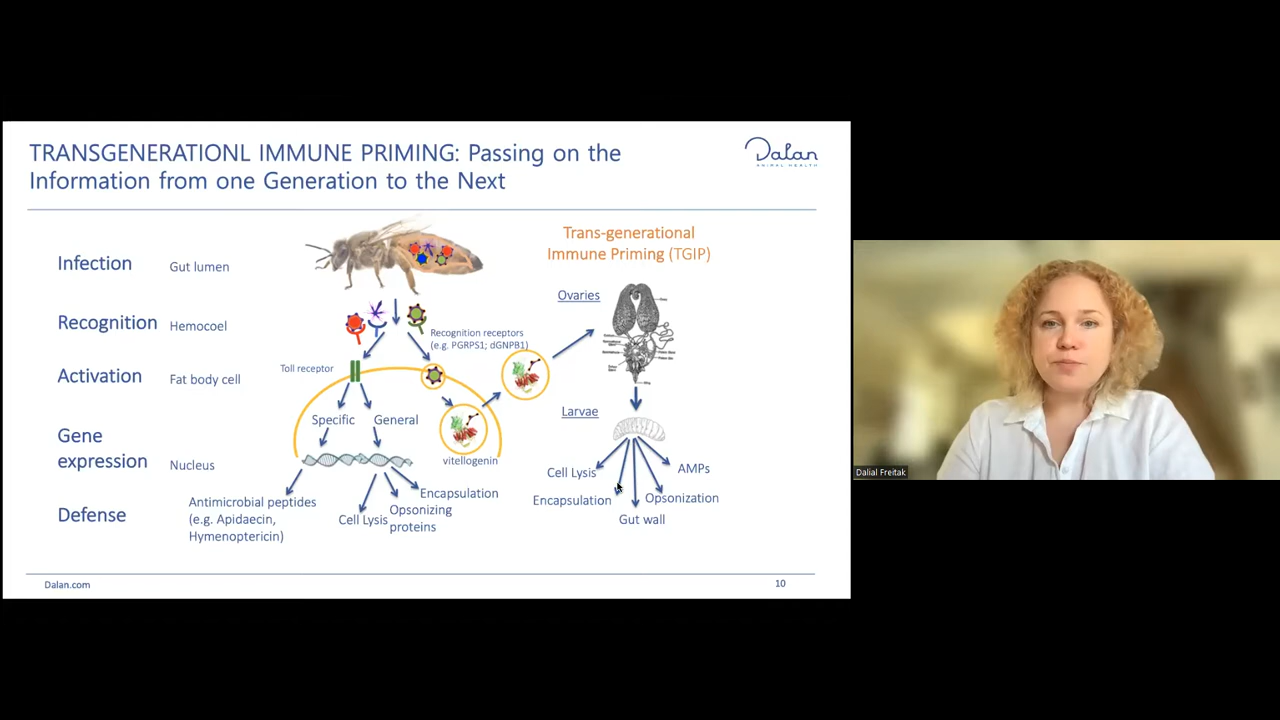 TRANSGENERATIONL IMMUNE PRIMING: Passing on the
Information from one Generation to the Next
Dalan
ANIMAL HEALTH
Trans-generational
Immune Priming (TGIP)
Infection
Gut lumen
Ovaries
Recognition
Hemocoel
Recognition receptors
(e.g. PGRPS1; dGNPB1)
Toll receptor
Activation
Fat body cell
Larvae
Specific
General
Gene
expression
Nucleus
vitellogenin
Cell Lysis
AMPs
Encapsulation
Opsonization
Gut wall
Defense
Antimicrobial peptides
(e.g. Apidaecin,
Hymenoptericin)
Cell Lysis
Opsonizing
proteins
Encapsulation
Dalan.com
10
Dalial Freitak